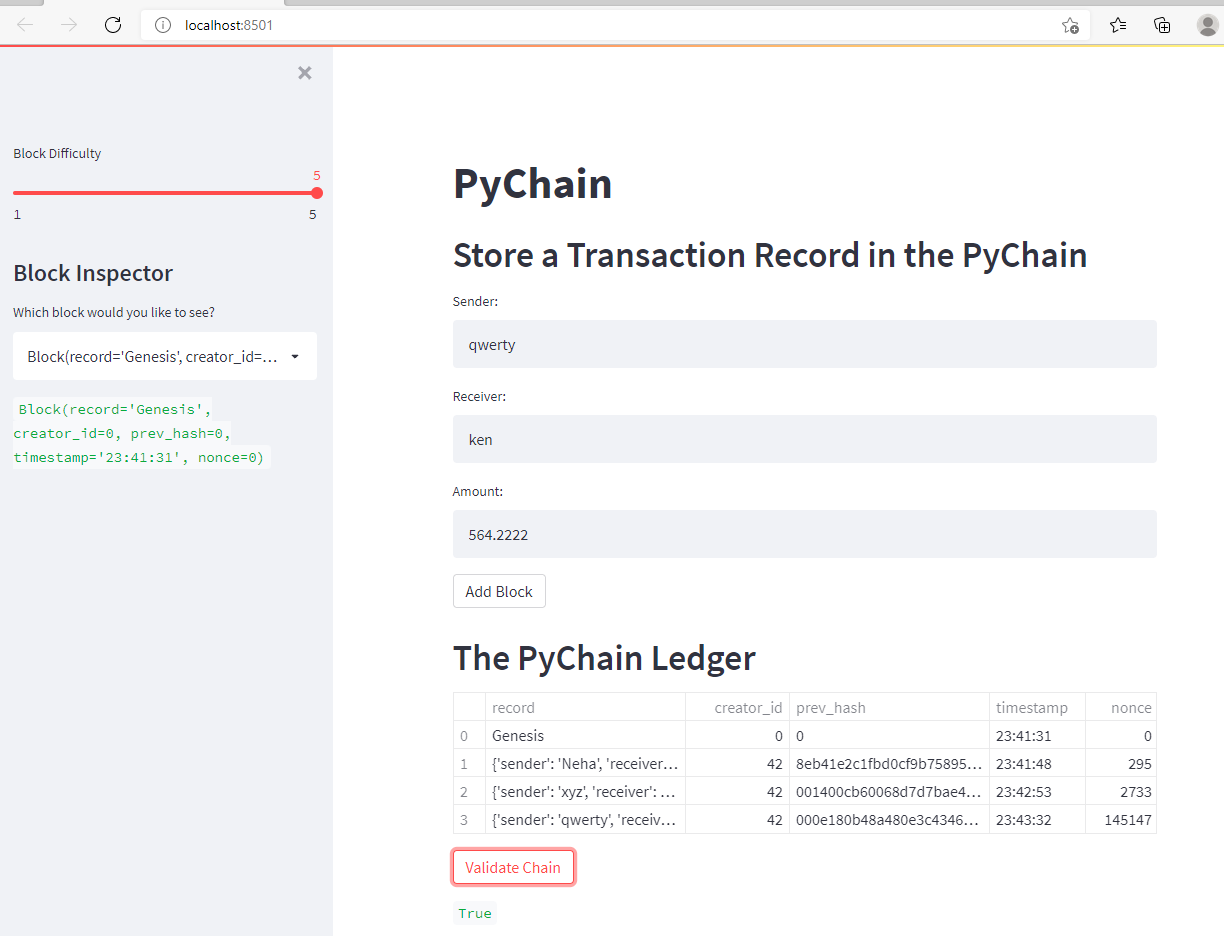 localhost:8501
Block Difficulty
5
1 5
Block Inspector
Which block would you like to see?
Block(record='Genesis', creator_id=...
Block(record='Genesis',
creator_id=0, prev_hash=0,
timestamp='23:41:31', nonce=0)
PyChain
Store a Transaction Record in the PyChain
Sender:
qwerty
Receiver:
ken
Amount:
564.2222
Add Block
The PyChain Ledger
record creator_id prev_hash timestamp nonce
0 Genesis 0 0 23:41:31 0
1 {'sender': 'Neha', 'receiver... 42 8eb41e2c1fbd0cf9b75895... 23:41:48 295
2 {'sender': 'xyz', 'receiver': ... 42 001400cb60068d7d7bae4... 23:42:53 2733
3 {'sender': 'qwerty', 'receiv... 42 000e180b48a480e3c4346... 23:43:32 145147
Validate Chain
True